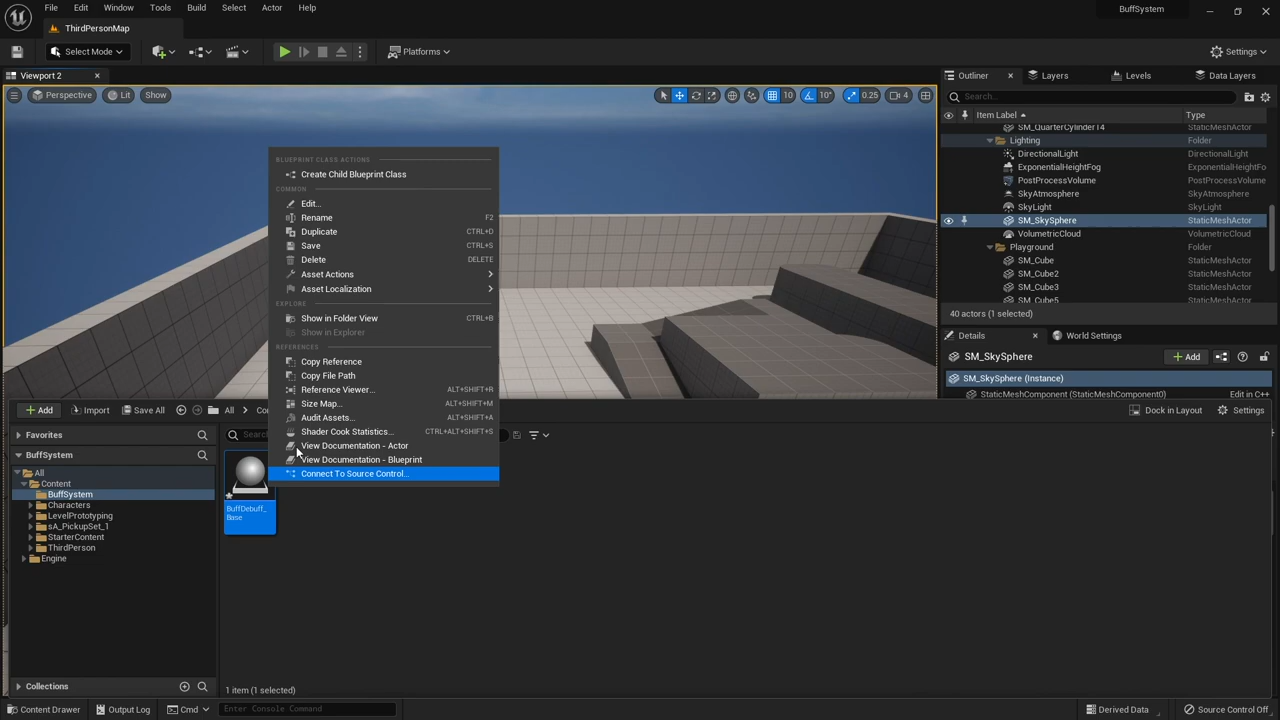 File Edit Window Tools Build Select Actor Help
BuffSystem
ThirdPersonMap
Select Mode
Platforms
Settings
Viewport 2
Perspective Lit Show
10 10° 0.25 4
Outliner Layers Levels Data Layers
Search...
Item Label Type
SM_QuarterCylinder14 StaticMeshActor
Lighting Folder
DirectionalLight DirectionalLight
ExponentialHeightFog ExponentialHeightFo
PostProcessVolume PostProcessVolume
SkyAtmosphere SkyAtmosphere
SkyLight SkyLight
SM_SkySphere StaticMeshActor
VolumetricCloud VolumetricCloud
Playground Folder
SM_Cube StaticMeshActor
SM_Cube2 StaticMeshActor
SM_Cube3 StaticMeshActor
SM_Cube5 StaticMeshActor
40 actors (1 selected)
Details World Settings
SM_SkySphere
Add
SM_SkySphere (Instance)
StaticMeshComponent (StaticMeshComponent0) Edit in C++
BLUEPRINT CLASS ACTIONS
Create Child Blueprint Class
COMMON
Edit...
Rename F2
Duplicate CTRL+D
Save CTRL+S
Delete DELETE
Asset Actions
Asset Localization
EXPLORE
Show in Folder View CTRL+B
Show in Explorer
REFERENCES
Copy Reference
Copy File Path
Reference Viewer... ALT+SHIFT+R
Size Map... ALT+SHIFT+M
Audit Assets... ALT+SHIFT+A
Shader Cook Statistics... CTRL+ALT+SHIFT+S
View Documentation - Actor
View Documentation - Blueprint
Connect To Source Control...
Add Import Save All All Co
Dock in Layout Settings
Favorites
BuffSystem
All
Content
BuffSystem
Characters
LevelPrototyping
sA_PickupSet_1
StarterContent
ThirdPerson
Engine
Collections
Searc
BuffDebuff_
Base
1 item (1 selected)
Content Drawer Output Log Cmd Enter Console Command
Derived Data Source Control Off